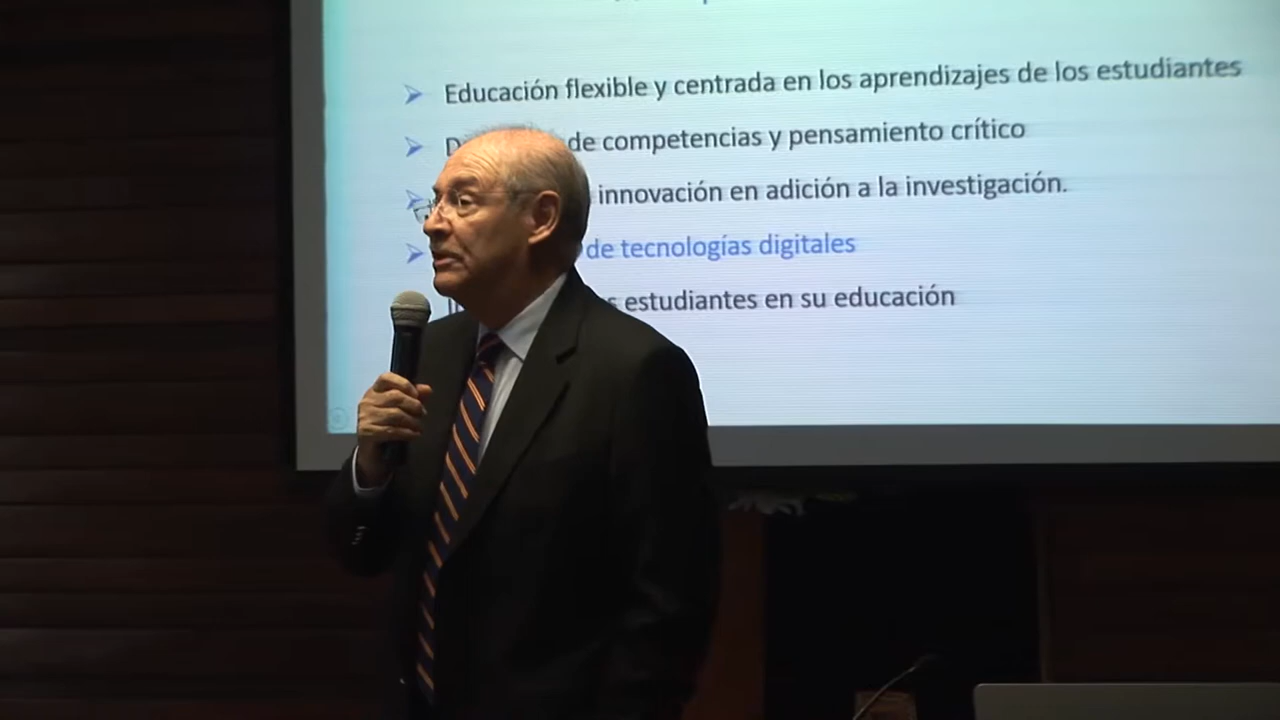 Educación flexible y centrada en los aprendizajes de los estudiantes
de competencias y pensamiento crítico
innovación en adición a la investigación.
de tecnologías digitales
estudiantes en su educación